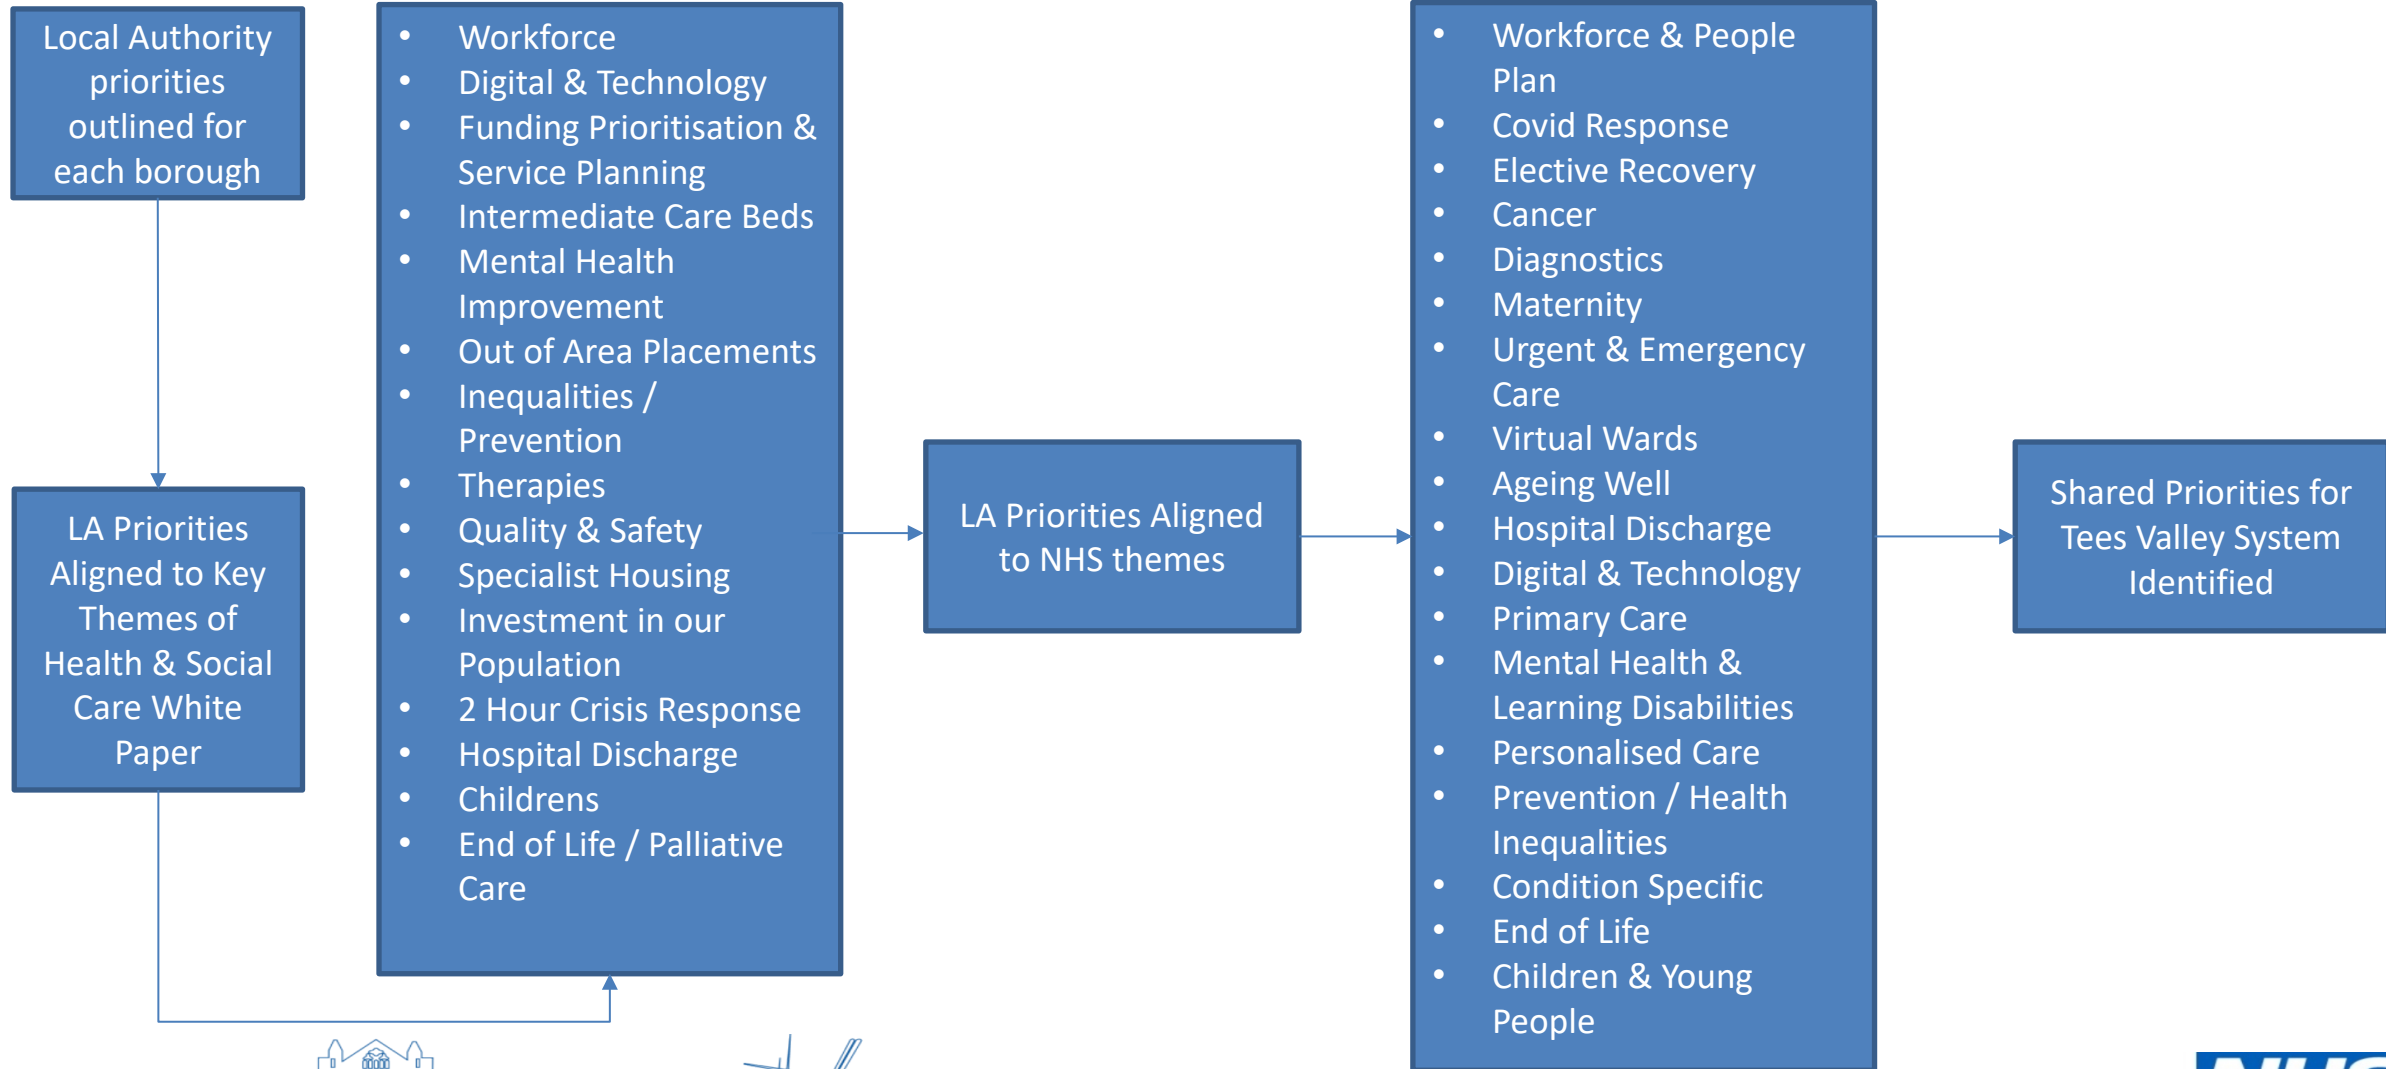 Local Authority
priorities
outlined for
each borough
LA Priorities
Aligned to Key
Themes of
Health & Social
Care White
Paper
• Workforce
• Digital & Technology
• Funding Prioritisation &
Service Planning
• Intermediate Care Beds
• Mental Health
Improvement
• Out of Area Placements
• Inequalities /
Prevention
• Therapies
• Quality & Safety
• Specialist Housing
• Investment in our
Population
• 2 Hour Crisis Response
• Hospital Discharge
• Childrens
• End of Life / Palliative
Care
LA Priorities Aligned
to NHS themes
• Workforce & People
Plan
• Covid Response
• Elective Recovery
• Cancer
• Diagnostics
• Maternity
• Urgent & Emergency
Care
• Virtual Wards
• Ageing Well
• Hospital Discharge
• Digital & Technology
• Primary Care
• Mental Health &
Learning Disabilities
• Personalised Care
• Prevention / Health
Inequalities
• Condition Specific
• End of Life
• Children & Young
People
Shared Priorities for
Tees Valley System
Identified
NHS